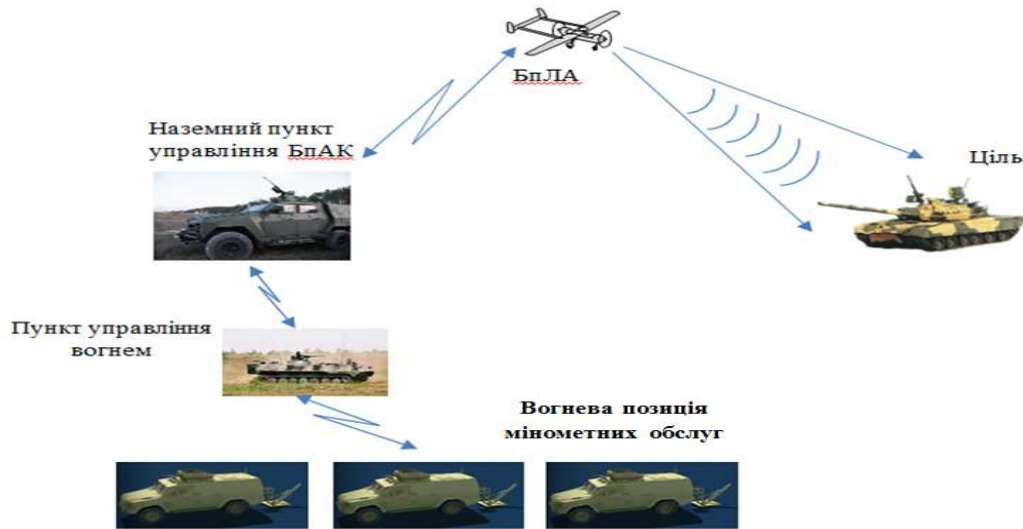 БпЛА
Наземний пункт
управління БпАК
Ціль
Пункт управління
вогнем
Вогнева позиція
мінометних обслуг